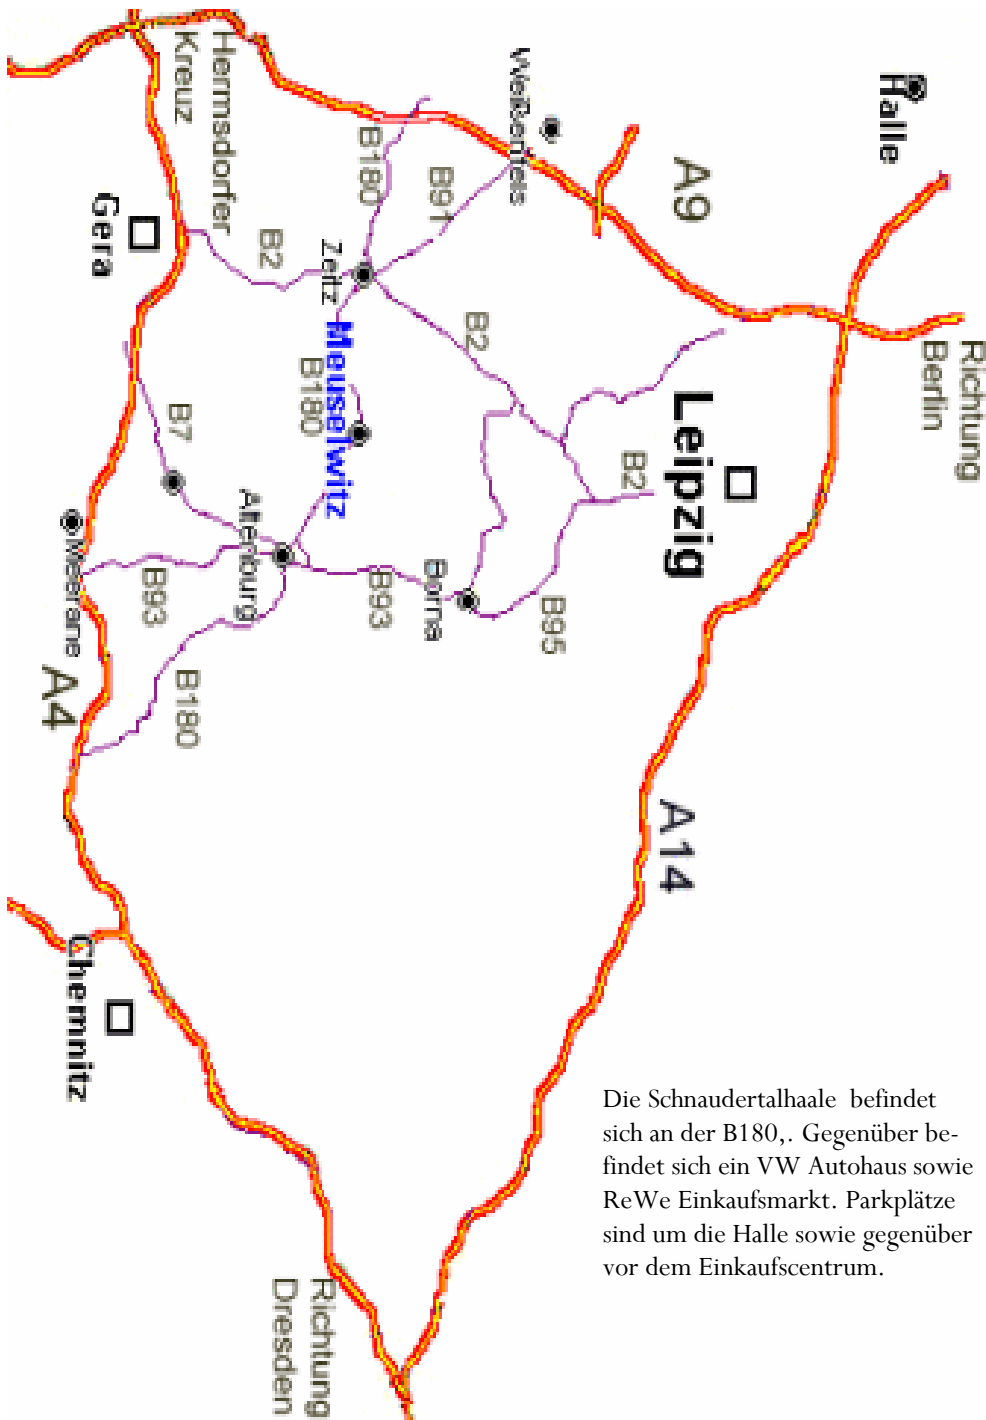 Hermsdorfer
Kreuz
Weißenfels
Halle
A9
B180
B91
Gera
B2
Zeitz
B2
Richtung
Berlin
Meuselwitz
B180
Leipzig
B2
B7
Altenburg
Meerane
B93
B93
Borna
B95
B180
A4
A14
Chemnitz
Richtung
Dresden
Die Schnaudertalhaale befindet
sich an der B180,. Gegenüber be-
findet sich ein VW Autohaus sowie
ReWe Einkaufsmarkt. Parkplätze
sind um die Halle sowie gegenüber
vor dem Einkaufscentrum.